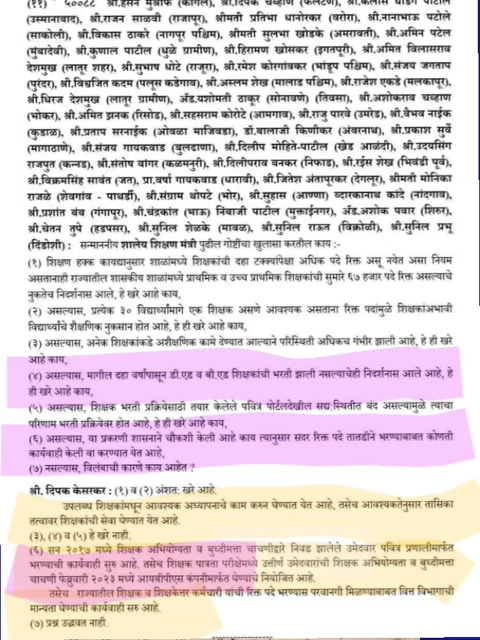 (११) ५००८८ श्री.हसन मुश्रीफ (कागल), श्री.दिपक चव्हाण (फलटण), श्री.कैलास घाडगे पाटील
(उस्मानाबाद), श्री.राजन साळवी (राजापूर), श्रीमती प्रतिभा धानोरकर (वरोरा), श्री.नानाभाऊ पटोले
(साकोली), श्री.विकास ठाकरे (नागपूर पश्चिम), श्रीमती सुलभा खोडके (अमरावती), श्री.अमिन पटेल
(मुंबादेवी), श्री.कुणाल पाटील (धुळे ग्रामीण), श्री.हिरामण खोसकर (इगतपूरी), श्री.अमित विलासराव
देशमुख (लातूर शहर), श्री.सुभाष धोटे (राजूरा), श्री.रमेश कोरगांवकर (भांडूप पश्चिम), श्री.संजय जगताप
(पुरंदर), श्री.विश्वजित कदम (पलूस कडेगाव), श्री.अस्लम शेख (मालाड पश्चिम), श्री.राजेश एकडे (मलकापूर),
श्री.धिरज देशमुख (लातूर ग्रामीण), ॲड.यशोमती ठाकूर (सोनावणे) (तिवसा), श्री.अशोकराव चव्हाण
(भोकर), श्री.अमित झनक (रिसोड), श्री.सहसराम कोरोटे (आमगाव), श्री.राजु पारवे (उमरेड), श्री.वैभव नाईक
(कुडाळ), श्री.प्रताप सरनाईक (ओवळा माजिवडा), डॉ.बालाजी किणीकर (अंबरनाथ), श्री.प्रकाश सुर्वे
(मागाठाणे), श्री.संजय गायकवाड (बुलढाणा), श्री.दिलीप मोहिते-पाटील (खेड आळंदी), श्री.उदयसिंग
राजपुत (कन्नड), श्री.संतोष बांगर (कळमनुरी), श्री.दिलीपराव बनकर (निफाड), श्री.रईस शेख (भिवंडी पूर्व),
श्री.विक्रमसिंह सावंत (जत), प्रा.वर्षा गायकवाड (धारावी), श्री.जितेश अंतापूरकर (देगलूर), श्रीमती मोनिका
राजळे (शेवगांव - पाथर्डी), श्री.संग्राम थोपटे (भोर), श्री.सुहास (आण्णा) द्वारकानाथ कांदे (नांदगाव),
श्री.प्रशांत बंब (गंगापूर), श्री.चंद्रकांत (भाऊ) निंबाजी पाटील (मुक्ताईनगर), ॲड.अशोक पवार (शिरुर),
श्री.चेतन तुपे (हडपसर), श्री.सुनिल शेळके (मावळ), श्री.सुनिल राऊत (विक्रोळी), श्री.सुनिल प्रभू
(दिंडोशी) : सन्माननीय शालेय शिक्षण मंत्री पुढील गोष्टींचा खुलासा करतील काय :-
(१) शिक्षण हक्क कायद्यानुसार शाळांमध्ये शिक्षकांची दहा टक्क्यांपेक्षा अधिक पदे रिक्त असू नयेत असा नियम
असतानाही राज्यातील शासकीय शाळांमध्ये प्राथमिक व उच्च प्राथमिक शिक्षकांची सुमारे ६७ हजार पदे रिक्त असल्याचे
नुकतेच निदर्शनास आले, हे खरे आहे काय,
(२) असल्यास, प्रत्येक ३० विद्यार्थ्यांमागे एक शिक्षक असणे आवश्यक असताना रिक्त पदांमुळे शिक्षकांअभावी
विद्यार्थ्यांचे शैक्षणिक नुकसान होत आहे, हे ही खरे आहे काय,
(३) असल्यास, अनेक शिक्षकांकडे अशैक्षणिक कामे देण्यात आल्याने परिस्थिती अधिकच गंभीर झाली आहे, हे ही खरे
आहे काय,
(४) असल्यास, मागील दहा वर्षापासून डी.एड व बी.एड शिक्षकांची भरती झाली नसल्याचेही निदर्शनास आले आहे, हे
ही खरे आहे काय,
(५) असल्यास, शिक्षक भरती प्रक्रियेसाठी तयार केलेले पवित्र पोर्टलदेखील सद्य:स्थितीत बंद असल्यामुळे त्याचा
परिणाम भरती प्रक्रियेवर होत आहे, हे ही खरे आहे काय,
(६) असल्यास, या प्रकरणी शासनाने चौकशी केली आहे काय त्यानुसार सदर रिक्त पदे तातडीने भरण्याबाबत कोणती
कार्यवाही केली वा करण्यात येत आहे,
(७) नसल्यास, विलंबाची कारणे काय आहेत ?
श्री. दिपक केसरकर : (१) व (२) अंशत: खरे आहे.
उपलब्ध शिक्षकांमधून आवश्यक अध्यापनाचे काम करुन घेण्यात येत आहे, तसेच आवश्यकतेनुसार तासिका
तत्वावर शिक्षकांची सेवा घेण्यात येत आहे.
(३), (४) व (५) हे खरे नाही.
(६) सन २०१७ मध्ये शिक्षक अभियोग्यता व बुध्दीमत्ता चाचणीद्वारे निवड झालेले उमेदवार पवित्र प्रणालीमार्फत
भरण्याची कार्यवाही सुरु आहे. तसेच शिक्षक पात्रता परीक्षेमध्ये उत्तीर्ण उमेदवारांची शिक्षक अभियोग्यता व बुध्दीमत्ता
चाचणी फेब्रुवारी २०२३ मध्ये आयबीपीएस कंपनीमार्फत घेण्याचे नियोजित आहे.
तसेच राज्यातील शिक्षक व शिक्षकेत्तर कर्मचारी यांची रिक्त पदे भरण्यास परवानगी मिळण्याबाबत वित्त विभागाची
मान्यता घेण्याची कार्यवाही सरु आहे.
(७) प्रश्न उद्भवत नाही.